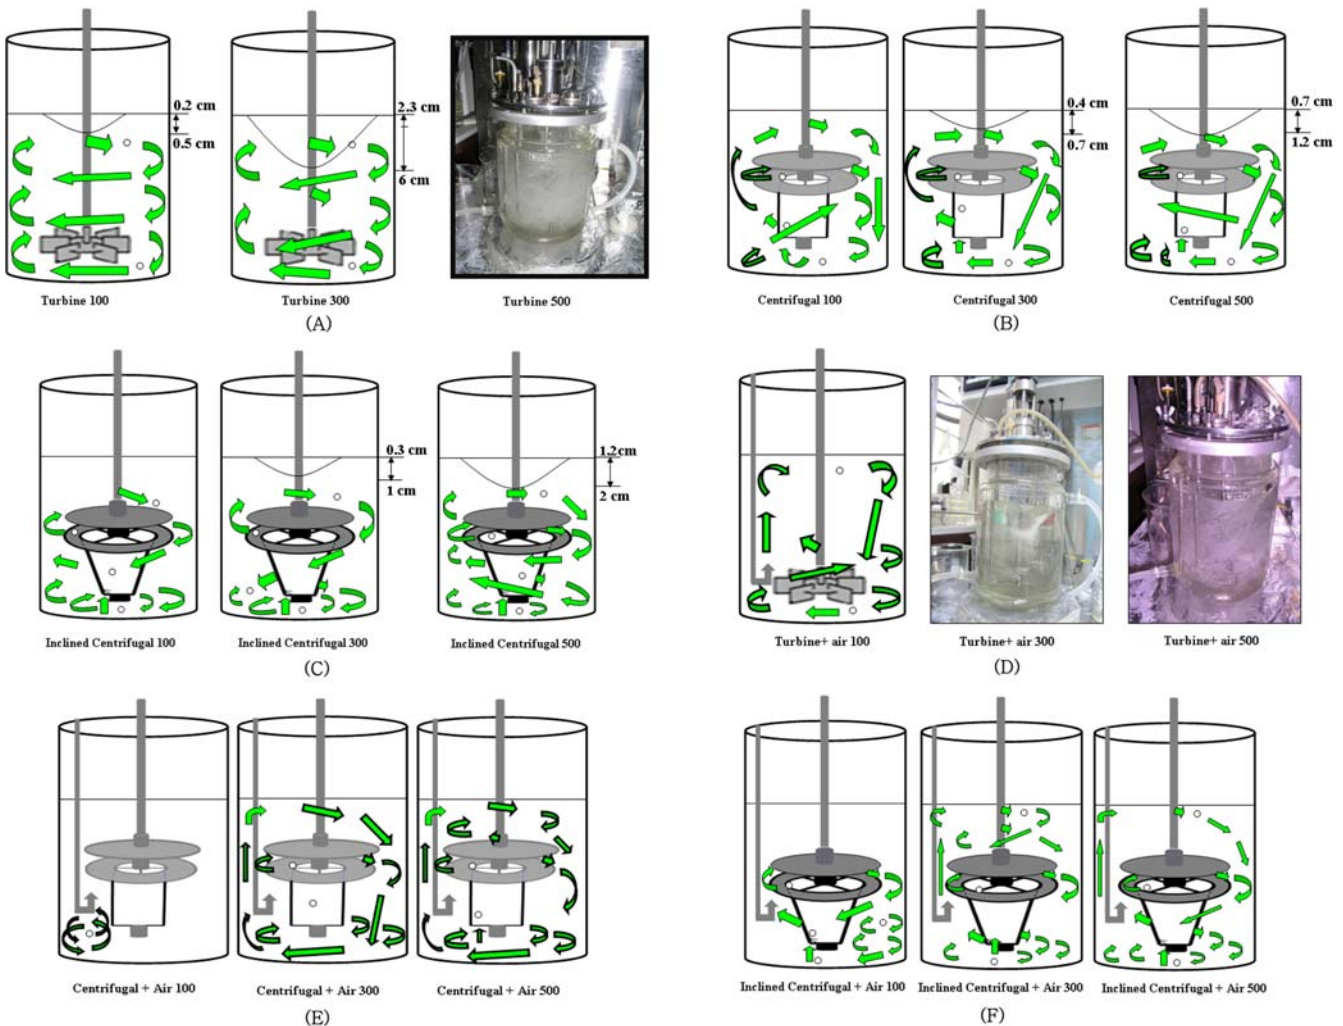 0.2 cm
0.5 cm
2.3 cm
6 cm
Turbine 100
Turbine 300
Turbine 500
(A)
0.4 cm
0.7 cm
0.7 cm
1.2 cm
Centrifugal 100
Centrifugal 300
Centrifugal 500
(B)
0.3 cm
1 cm
1.2cm
2 cm
Inclined Centrifugal 100
Inclined Centrifugal 300
Inclined Centrifugal 500
(C)
Turbine+ air 100
Turbine+ air 300
Turbine+ air 500
(D)
Centrifugal + Air 100
Centrifugal + Air 300
Centrifugal + Air 500
(E)
Inclined Centrifugal + Air 100
Inclined Centrifugal + Air 300
Inclined Centrifugal + Air 500
(F)